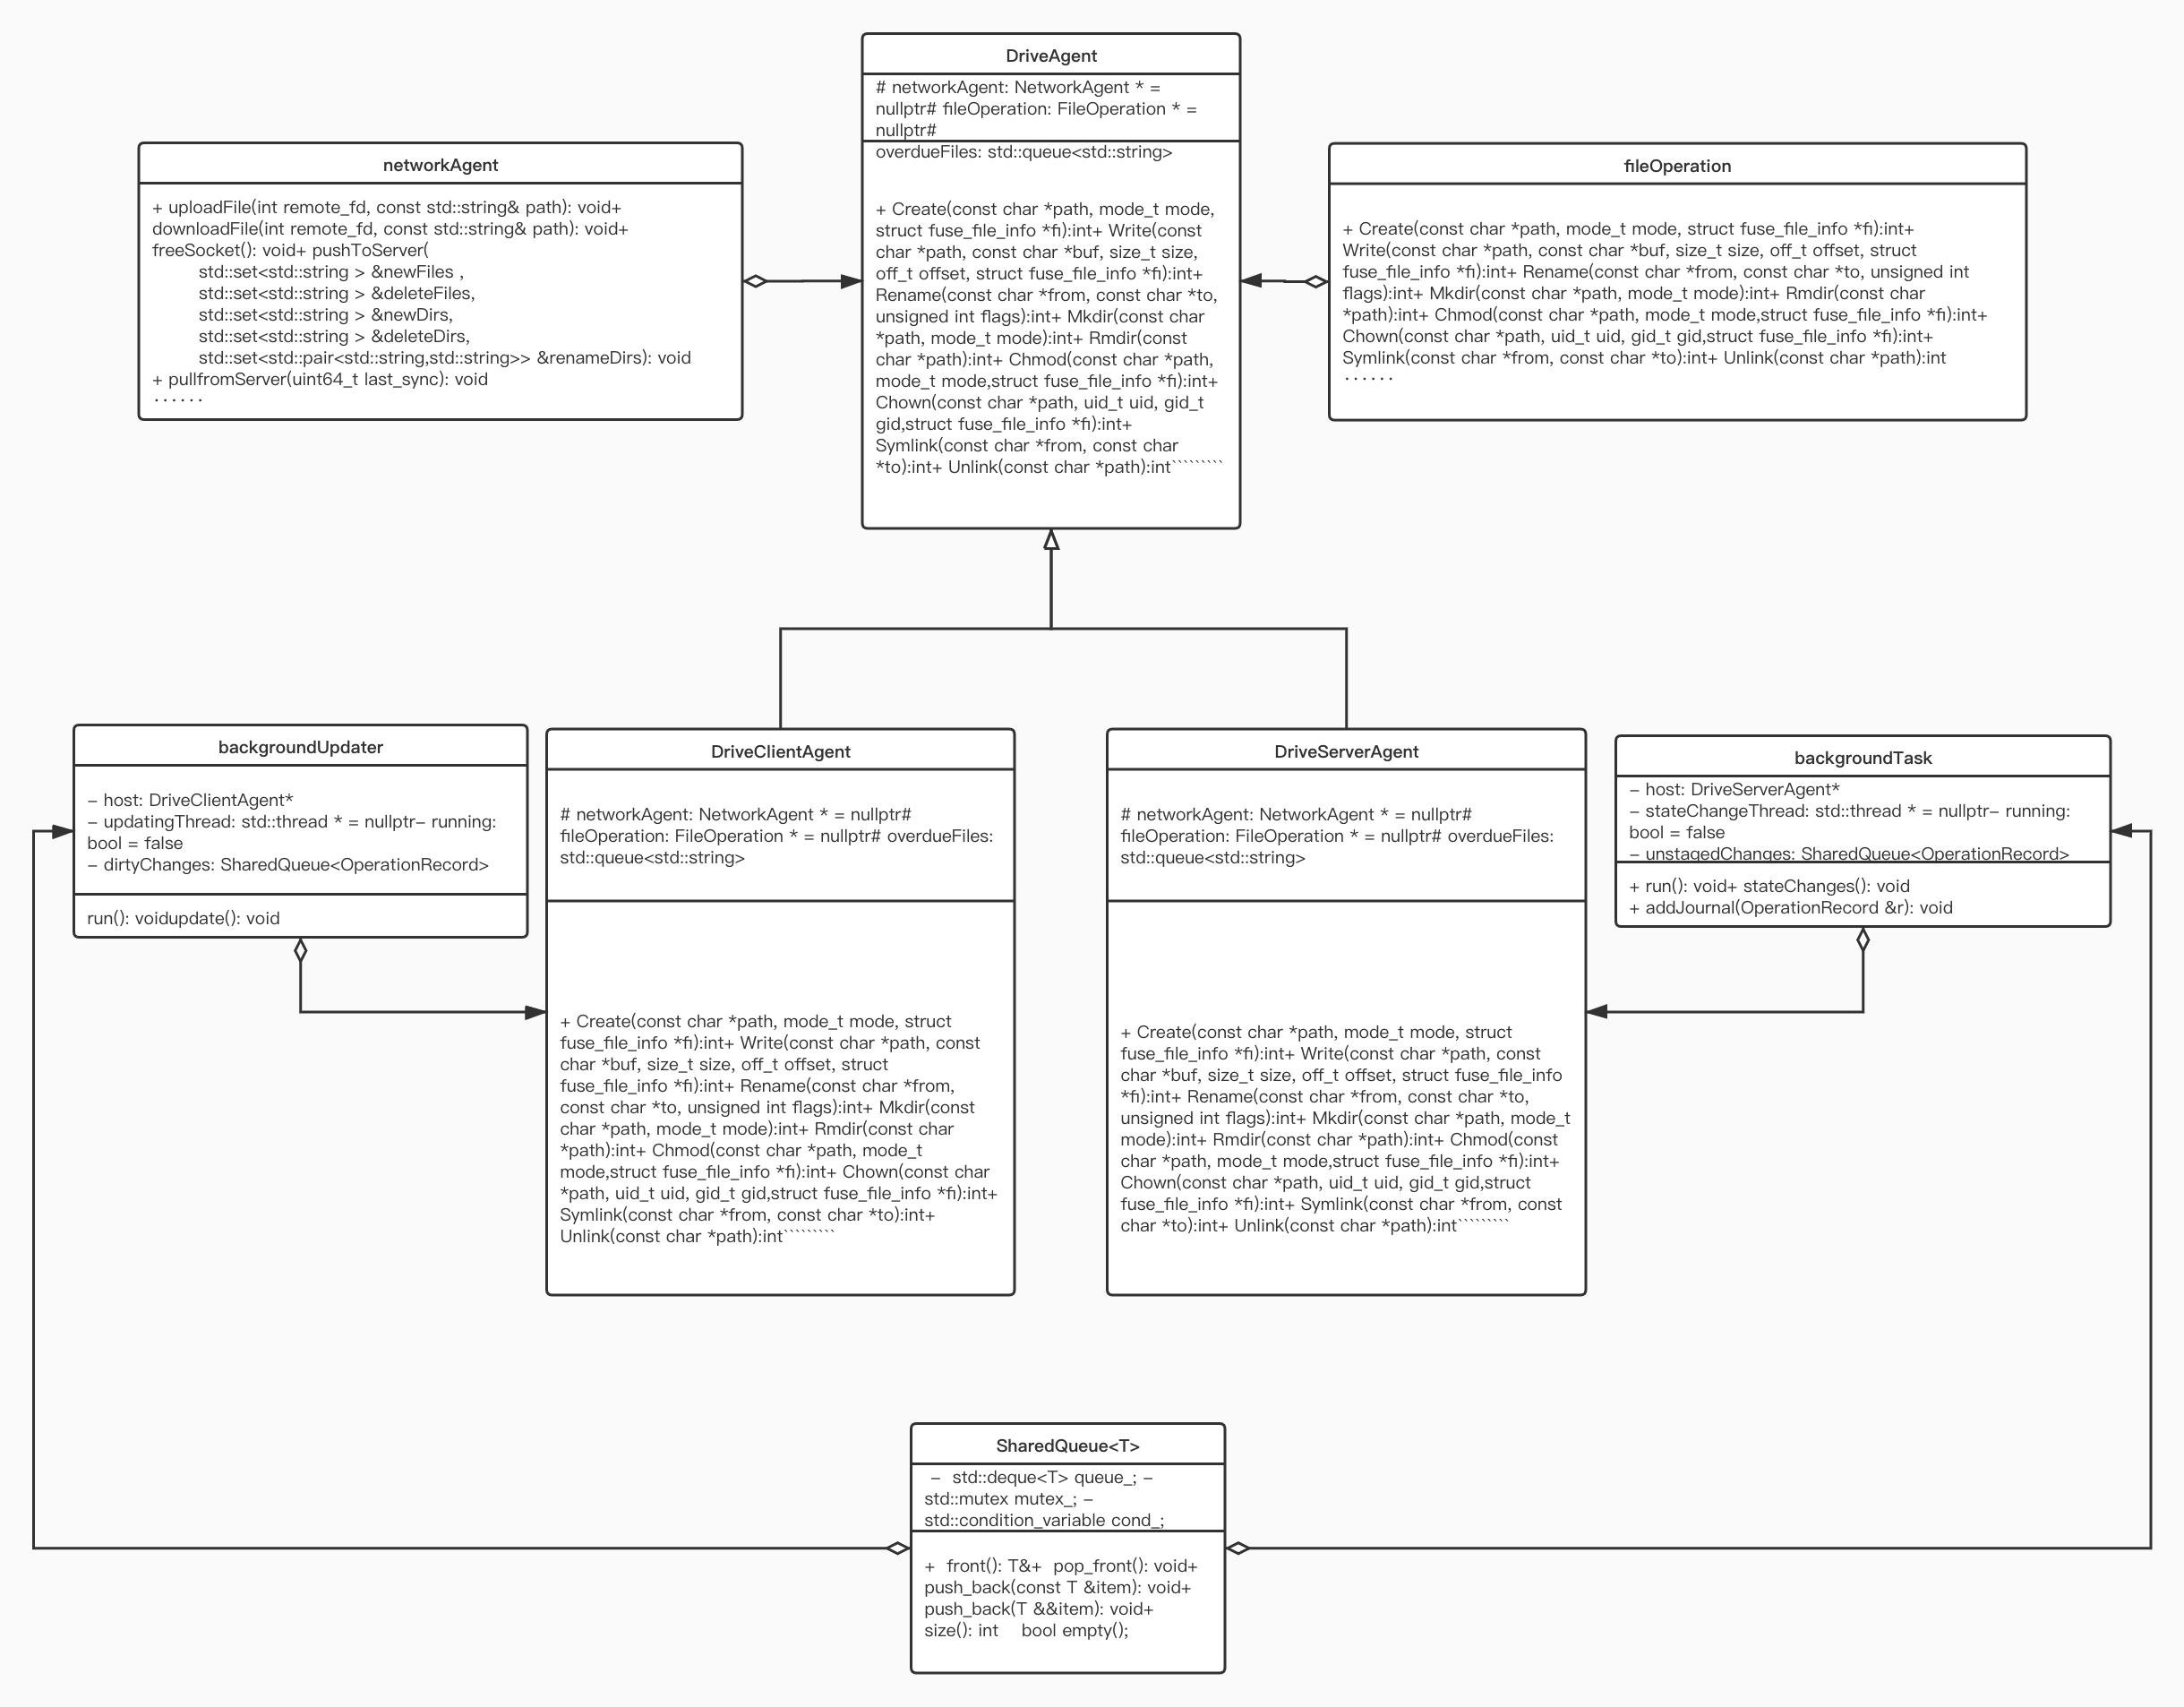 DriveAgent
# networkAgent: NetworkAgent * =
nullptr# fileOperation: FileOperation * =
nullptr#
overdueFiles: std::queue<std::string>
+ Create(const char *path, mode_t mode,
struct fuse_file_info *fi):int+ Write(const
char *path, const char *buf, size_t size,
off_t offset, struct fuse_file_info *fi):int+
Rename(const char *from, const char *to,
unsigned int flags):int+ Mkdir(const char
*path, mode_t mode):int+ Rmdir(const
char *path):int+ Chmod(const char *path,
mode_t mode,struct fuse_file_info *fi):int+
Chown(const char *path, uid_t uid, gid_t
gid,struct fuse_file_info *fi):int+
Symlink(const char *from, const char
*to):int+ Unlink(const char *path):int`````````
networkAgent
+ uploadFile(int remote_fd, const std::string& path): void+
downloadFile(int remote_fd, const std::string& path): void+
freeSocket(): void+ pushToServer(
std::set<std::string > &newFiles ,
std::set<std::string > &deleteFiles,
std::set<std::string > &newDirs,
std::set<std::string > &deleteDirs,
std::set<std::pair<std::string,std::string>> &renameDirs): void
+ pullfromServer(uint64_t last_sync): void
······
fileOperation
+ Create(const char *path, mode_t mode, struct fuse_file_info *fi):int+
Write(const char *path, const char *buf, size_t size, off_t offset, struct
fuse_file_info *fi):int+ Rename(const char *from, const char *to, unsigned int
flags):int+ Mkdir(const char *path, mode_t mode):int+ Rmdir(const char
*path):int+ Chmod(const char *path, mode_t mode,struct fuse_file_info *fi):int+
Chown(const char *path, uid_t uid, gid_t gid,struct fuse_file_info *fi):int+
Symlink(const char *from, const char *to):int+ Unlink(const char *path):int
······
backgroundUpdater
- host: DriveClientAgent*
- updatingThread: std::thread * = nullptr- running:
bool = false
- dirtyChanges: SharedQueue<OperationRecord>
run(): voidupdate(): void
DriveClientAgent
# networkAgent: NetworkAgent * = nullptr#
fileOperation: FileOperation * = nullptr# overdueFiles:
std::queue<std::string>
+ Create(const char *path, mode_t mode, struct
fuse_file_info *fi):int+ Write(const char *path, const
char *buf, size_t size, off_t offset, struct
fuse_file_info *fi):int+ Rename(const char *from,
const char *to, unsigned int flags):int+ Mkdir(const
char *path, mode_t mode):int+ Rmdir(const char
*path):int+ Chmod(const char *path, mode_t
mode,struct fuse_file_info *fi):int+ Chown(const char
*path, uid_t uid, gid_t gid,struct fuse_file_info *fi):int+
Symlink(const char *from, const char *to):int+
Unlink(const char *path):int`````````
DriveServerAgent
# networkAgent: NetworkAgent * = nullptr#
fileOperation: FileOperation * = nullptr# overdueFiles:
std::queue<std::string>
+ Create(const char *path, mode_t mode, struct
fuse_file_info *fi):int+ Write(const char *path, const
char *buf, size_t size, off_t offset, struct fuse_file_info
*fi):int+ Rename(const char *from, const char *to,
unsigned int flags):int+ Mkdir(const char *path, mode_t
mode):int+ Rmdir(const char *path):int+ Chmod(const
char *path, mode_t mode,struct fuse_file_info *fi):int+
Chown(const char *path, uid_t uid, gid_t gid,struct
fuse_file_info *fi):int+ Symlink(const char *from, const
char *to):int+ Unlink(const char *path):int`````````
backgroundTask
- host: DriveServerAgent*
- stateChangeThread: std::thread * = nullptr- running:
bool = false
- unstagedChanges: SharedQueue<OperationRecord>
+ run(): void+ stateChanges(): void
+ addJournal(OperationRecord &r): void
SharedQueue<T>
- std::deque<T> queue_; -
std::mutex mutex_; -
std::condition_variable cond_;
+ front(): T&+ pop_front(): void+
push_back(const T &item): void+
push_back(T &&item): void+
size(): int bool empty();